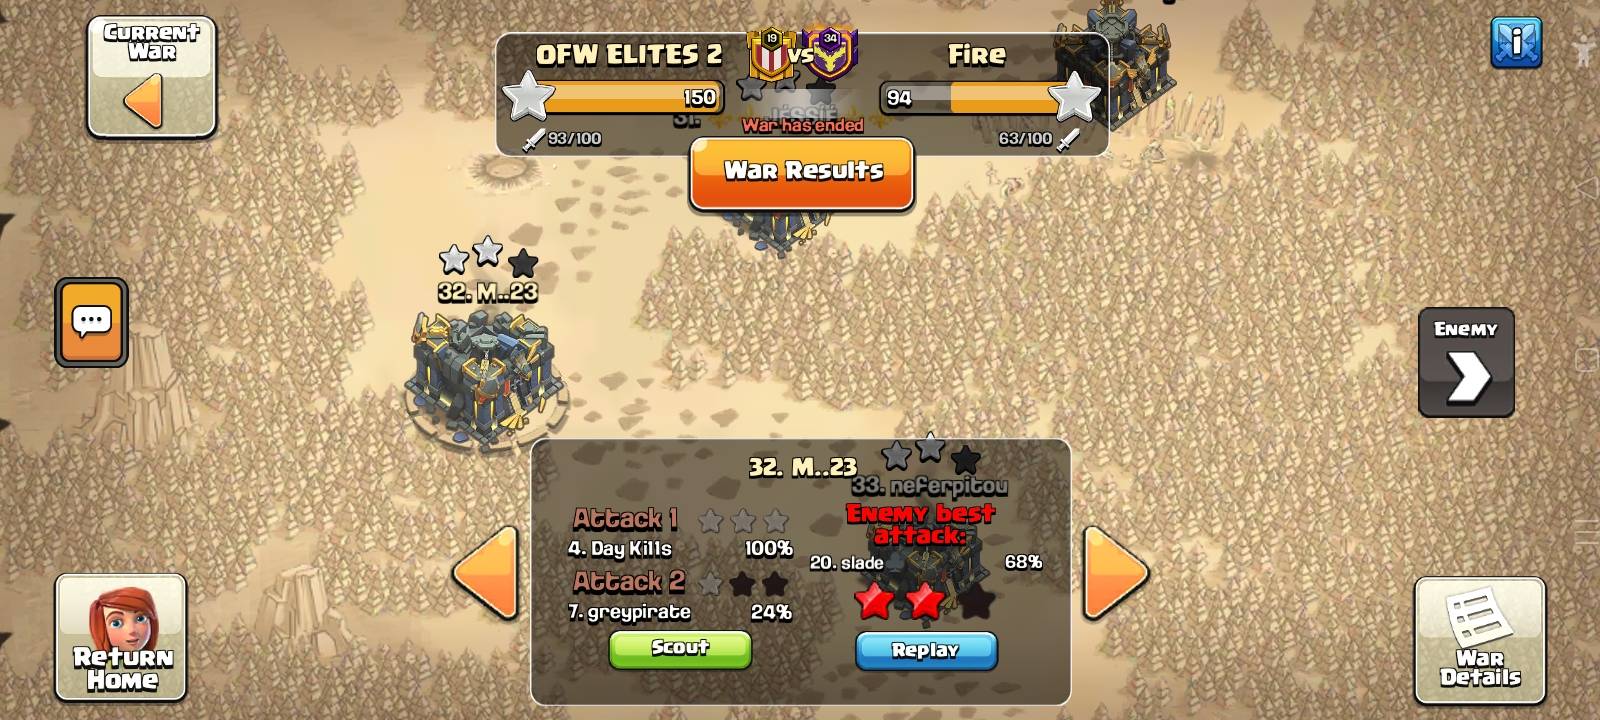 Current
War
OFW ELITES 2
19
vs
34
Fire
150
94
31. JESSIE
War has ended
93/100
63/100
War Results
32. M..23
Enemy
32. M..23
33. neferpitou
Attack 1
4. Day Kills
100%
Attack 2
7. greypirate
24%
Enemy best
attack:
20. slade
68%
Scout
Replay
Return
Home
War
Details